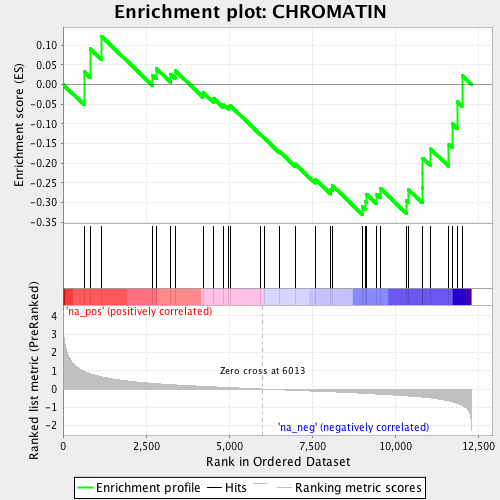 Enrichment plot: CHROMATIN
Enrichment score (ES)
0.10
0.05
0.00
-0.05
-0.10
-0.15
-0.20
-0.25
-0.30
-0.35
'na_pos' (positively correlated)
Ranked list metric (PreRanked)
4
3
2
1
0
-1
-2
Zero cross at 6013
'na_neg' (negatively correlated)
0
2,500
5,000
7,500
10,000
12,500
Rank in Ordered Dataset
Enrichment profile
Hits
Ranking metric scores